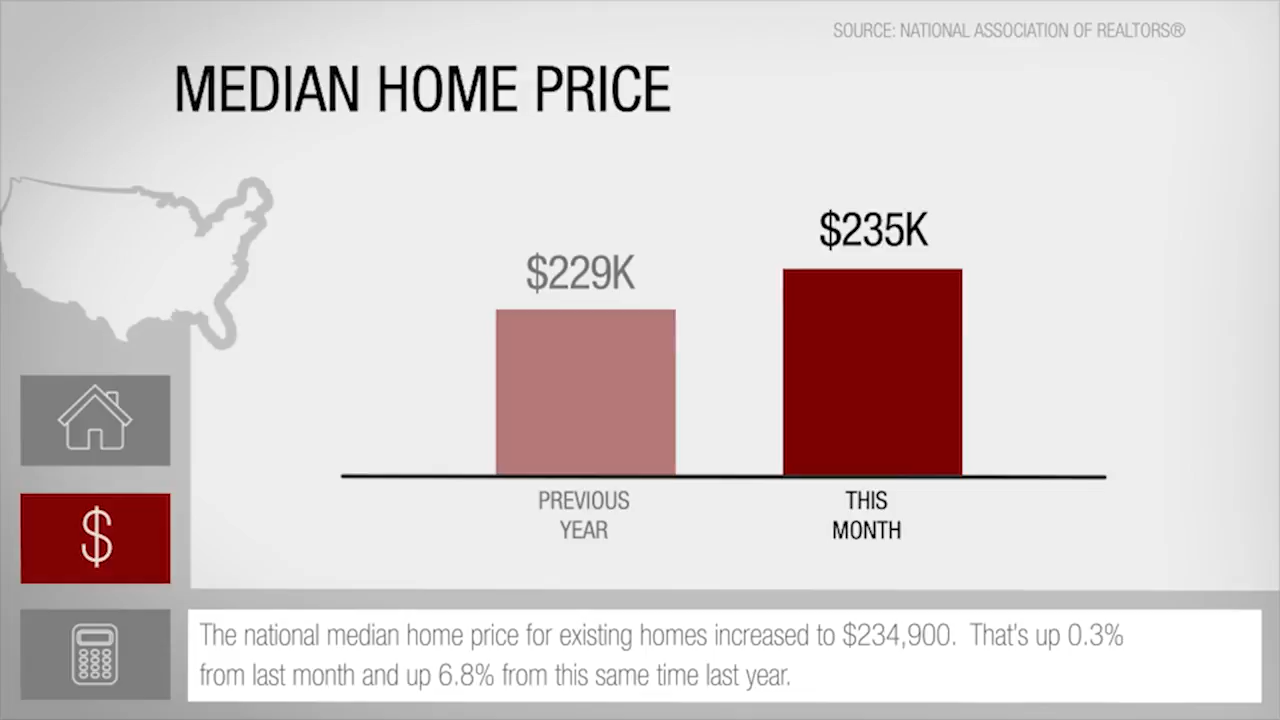 SOURCE: NATIONAL ASSOCIATION OF REALTORS®
MEDIAN HOME PRICE
$229K
$235K
PREVIOUS
YEAR
THIS
MONTH
$
The national median home price for existing homes increased to $234,900. That's up 0.3%
from last month and up 6.8% from this same time last year.